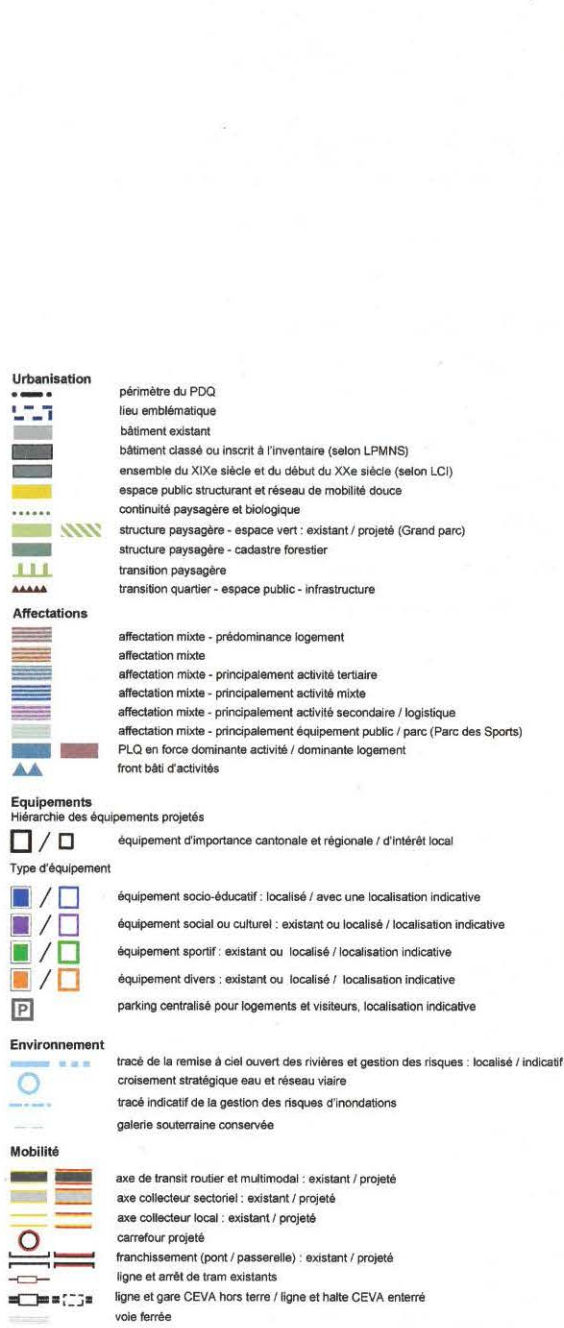 Urbanisation
périmètre du PDQ
lieu emblématique
bâtiment existant
bâtiment classé ou inscrit à l'inventaire (selon LPMNS)
ensemble du XIXe siècle et du début du XXe siècle (selon LCI)
espace public structurant et réseau de mobilité douce
continuité paysagère et biologique
structure paysagère - espace vert : existant / projeté (Grand parc)
structure paysagère - cadastre forestier
transition paysagère
transition quartier - espace public - infrastructure
Affectations
affectation mixte - prédominance logement
affectation mixte
affectation mixte - principalement activité tertiaire
affectation mixte - principalement activité mixte
affectation mixte - principalement activité secondaire / logistique
affectation mixte - principalement équipement public / parc (Parc des Sports)
PLQ en force dominante activité / dominante logement
front bâti d'activités
Equipements
Hiérarchie des équipements projetés
/ équipement d'importance cantonale et régionale / d'intérêt local
Type d'équipement
/ équipement socio-éducatif : localisé / avec une localisation indicative
/ équipement social ou culturel : existant ou localisé / localisation indicative
/ équipement sportif : existant ou localisé / localisation indicative
/ équipement divers : existant ou localisé / localisation indicative
P parking centralisé pour logements et visiteurs, localisation indicative
Environnement
tracé de la remise à ciel ouvert des rivières et gestion des risques : localisé / indicatif
croisement stratégique eau et réseau viaire
tracé indicatif de la gestion des risques d'inondations
galerie souterraine conservée
Mobilité
axe de transit routier et multimodal : existant / projeté
axe collecteur sectoriel : existant / projeté
axe collecteur local : existant / projeté
carrefour projeté
franchissement (pont / passerelle) : existant / projeté
ligne et arrêt de tram existants
ligne et gare CEVA hors terre / ligne et halte CEVA enterré
voie ferrée